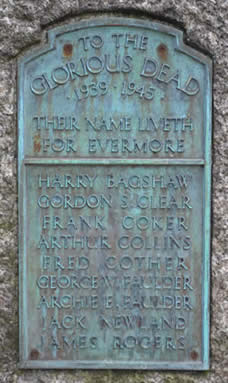 TO THE
GLORIOUS DEAD
1939 - 1945
THEIR NAME LIVETH
FOR EVERMORE
HARRY BAGSHAW
GORDON S. CLEAR
FRANK COKER
ARTHUR COLLINS
FRED COTHER
GEORGE V. FAULDER
ARCHIE E. FAULDER
JACK NEWLAND
JAMES ROGERS